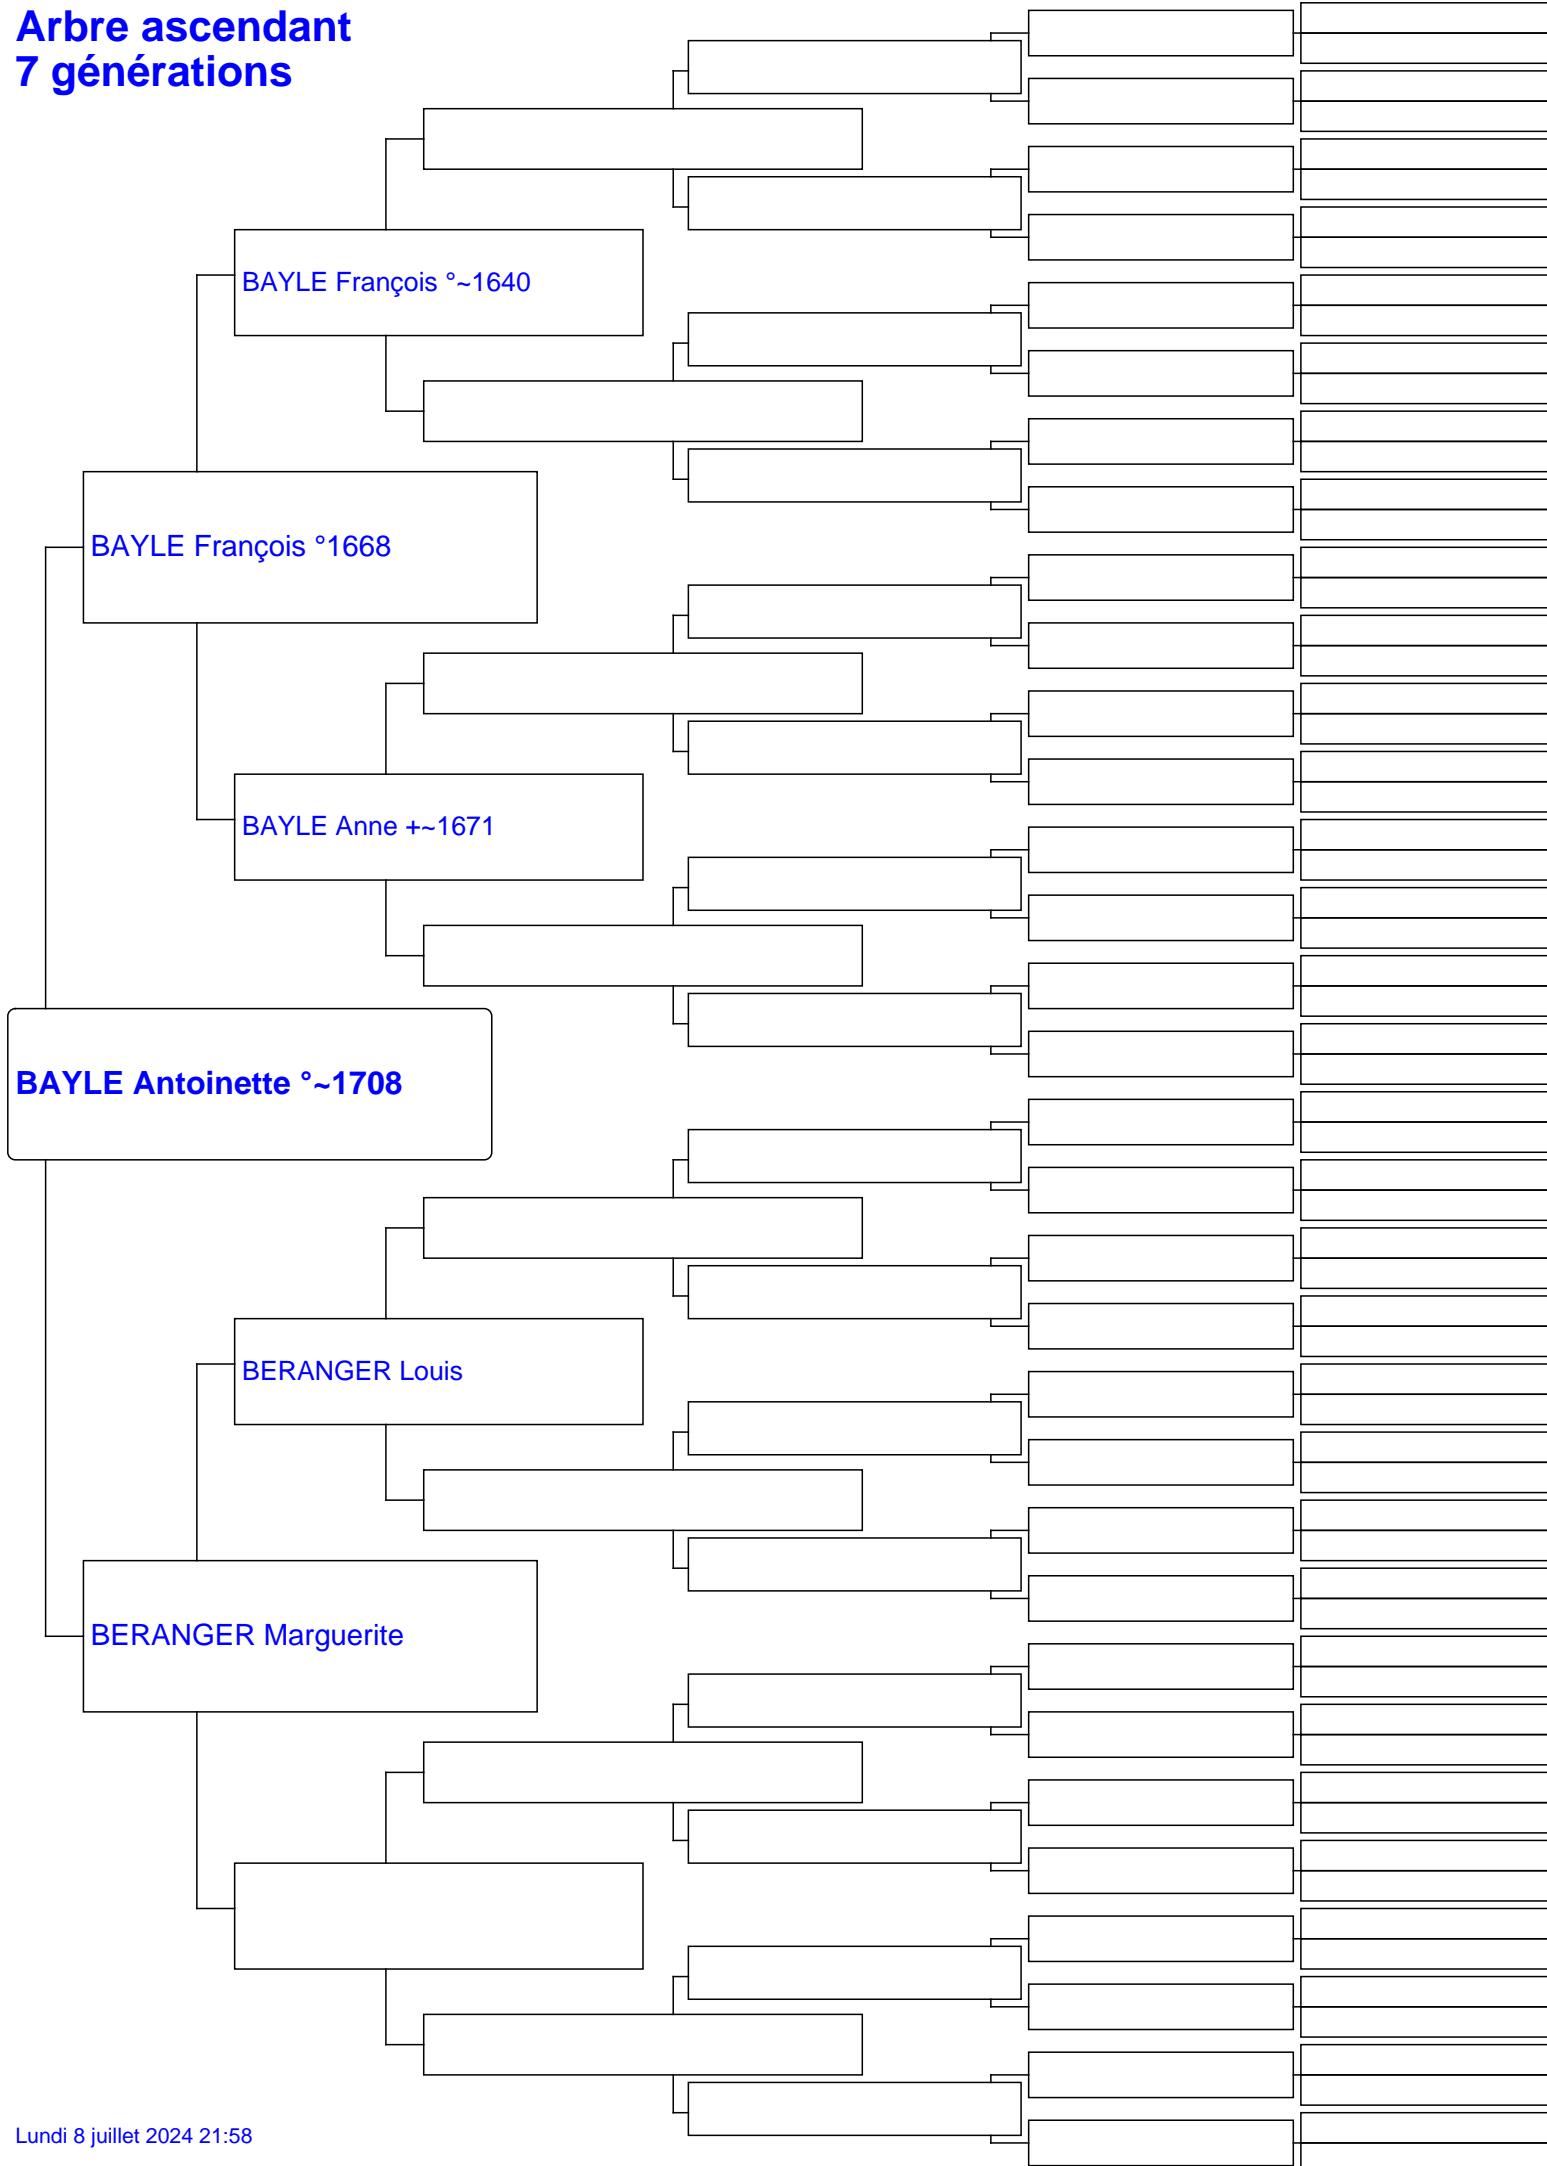 Arbre ascendant
7 générations
BAYLE François °~1640
BAYLE François °1668
BAYLE Anne +~1671
BAYLE Antoinette °~1708
BERANGER Louis
BERANGER Marguerite
Lundi 8 juillet 2024 21:58